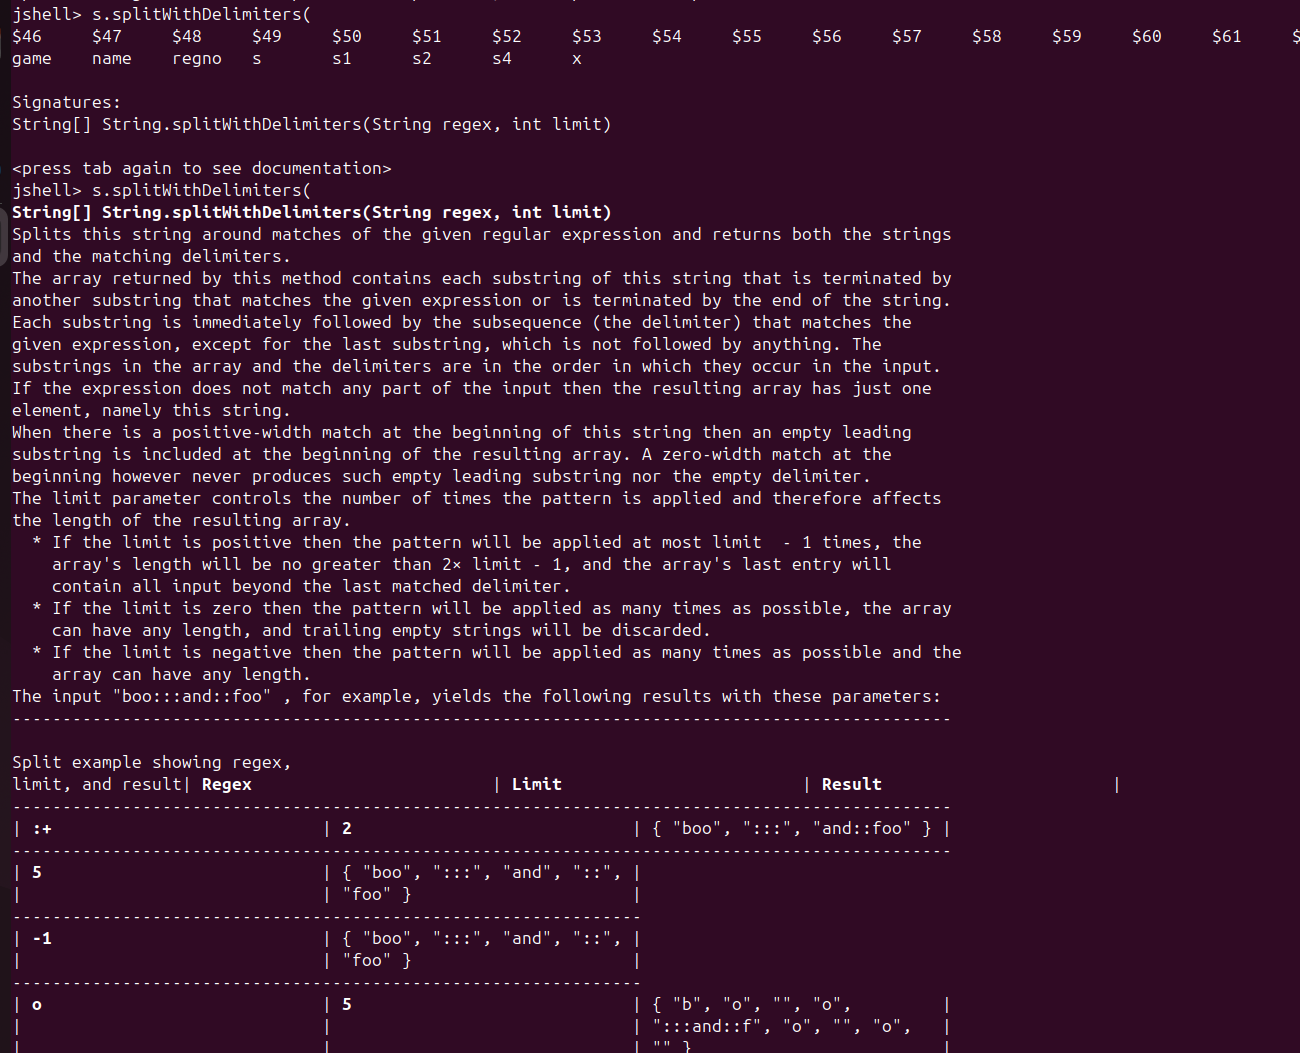 jshell> s.splitWithDelimiters(
$46 $47 $48 $49 $50 $51 $52 $53 $54 $55 $56 $57 $58 $59 $60 $61 $
game name regno s s1 s2 s4 x
Signatures:
String[] String.splitWithDelimiters(String regex, int limit)
<press tab again to see documentation>
jshell> s.splitWithDelimiters(
String[] String.splitWithDelimiters(String regex, int limit)
Splits this string around matches of the given regular expression and returns both the strings
and the matching delimiters.
The array returned by this method contains each substring of this string that is terminated by
another substring that matches the given expression or is terminated by the end of the string.
Each substring is immediately followed by the subsequence (the delimiter) that matches the
given expression, except for the last substring, which is not followed by anything. The
substrings in the array and the delimiters are in the order in which they occur in the input.
If the expression does not match any part of the input then the resulting array has just one
element, namely this string.
When there is a positive-width match at the beginning of this string then an empty leading
substring is included at the beginning of the resulting array. A zero-width match at the
beginning however never produces such empty leading substring nor the empty delimiter.
The limit parameter controls the number of times the pattern is applied and therefore affects
the length of the resulting array.
* If the limit is positive then the pattern will be applied at most limit  - 1 times, the
array's length will be no greater than 2× limit - 1, and the array's last entry will
contain all input beyond the last matched delimiter.
* If the limit is zero then the pattern will be applied as many times as possible, the array
can have any length, and trailing empty strings will be discarded.
* If the limit is negative then the pattern will be applied as many times as possible and the
array can have any length.
The input "boo:::and::foo" , for example, yields the following results with these parameters:
----------------------------------------------------------------------------------------------
Split example showing regex,
limit, and result| Regex | Limit | Result |
----------------------------------------------------------------------------------------------
| :+ | 2 | { "boo", ":::", "and::foo" } |
----------------------------------------------------------------------------------------------
| 5 | { "boo", ":::", "and", "::", |
| | "foo" } |
---------------------------------------------------------------
| -1 | { "boo", ":::", "and", "::", |
| | "foo" } |
---------------------------------------------------------------
| o | 5 | { "b", "o", "", "o", |
| | | ":::and::f", "o", "", "o", |
| | | "" } |